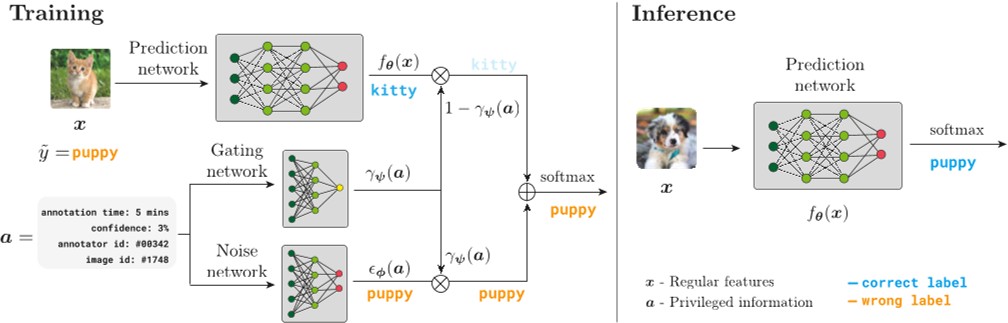 Training
Prediction
network
x
ỹ = puppy
fθ(x)
kitty
kitty
1 − γψ(a)
Gating
network
γψ(a)
a =
annotation time: 5 mins
confidence: 3%
annotator id: #00342
image id: #1748
Noise
network
ϵϕ(a)
puppy
γψ(a)
puppy
softmax
puppy
Inference
Prediction
network
x
fθ(x)
softmax
puppy
x - Regular features
a - Privileged information
correct label
wrong label